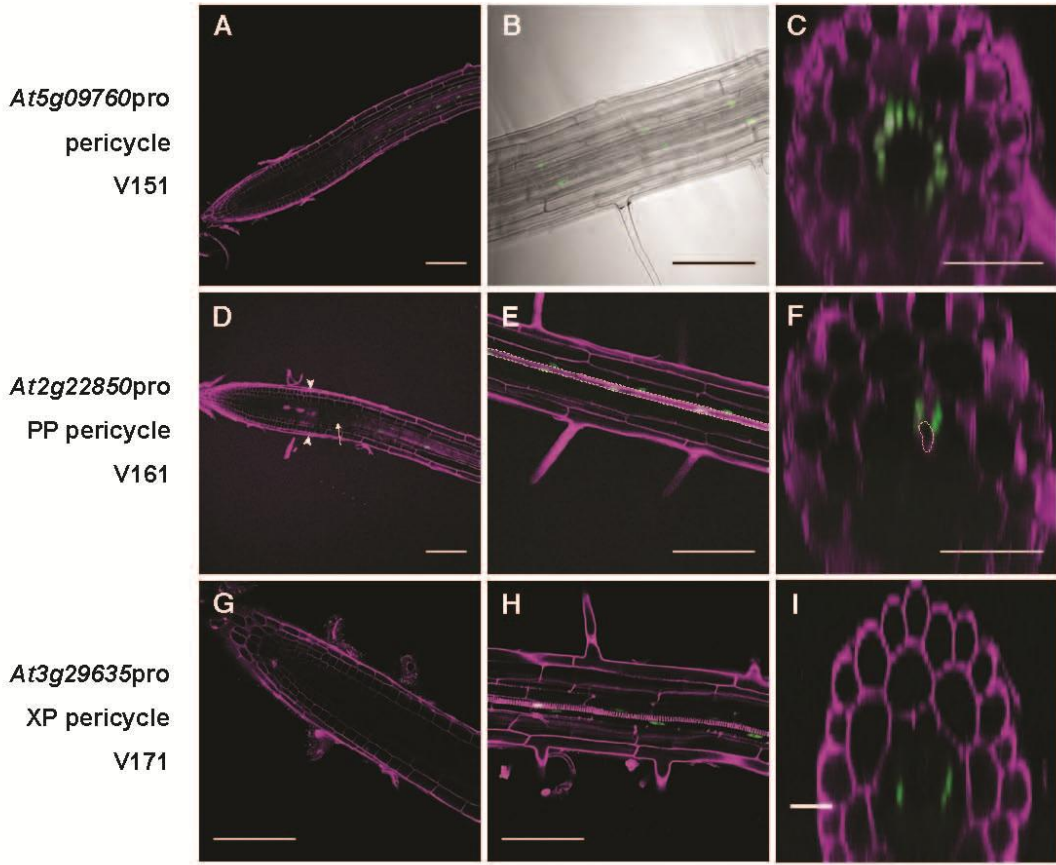 At5g09760pro
pericycle
V151
A
B
C
At2g22850pro
PP pericycle
V161
D
E
F
At3g29635pro
XP pericycle
V171
G
H
I